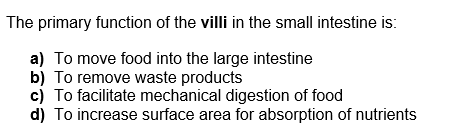 The primary function of the villi in the small intestine is:
a) To move food into the large intestine
b) To remove waste products
c) To facilitate mechanical digestion of food
d) To increase surface area for absorption of nutrients